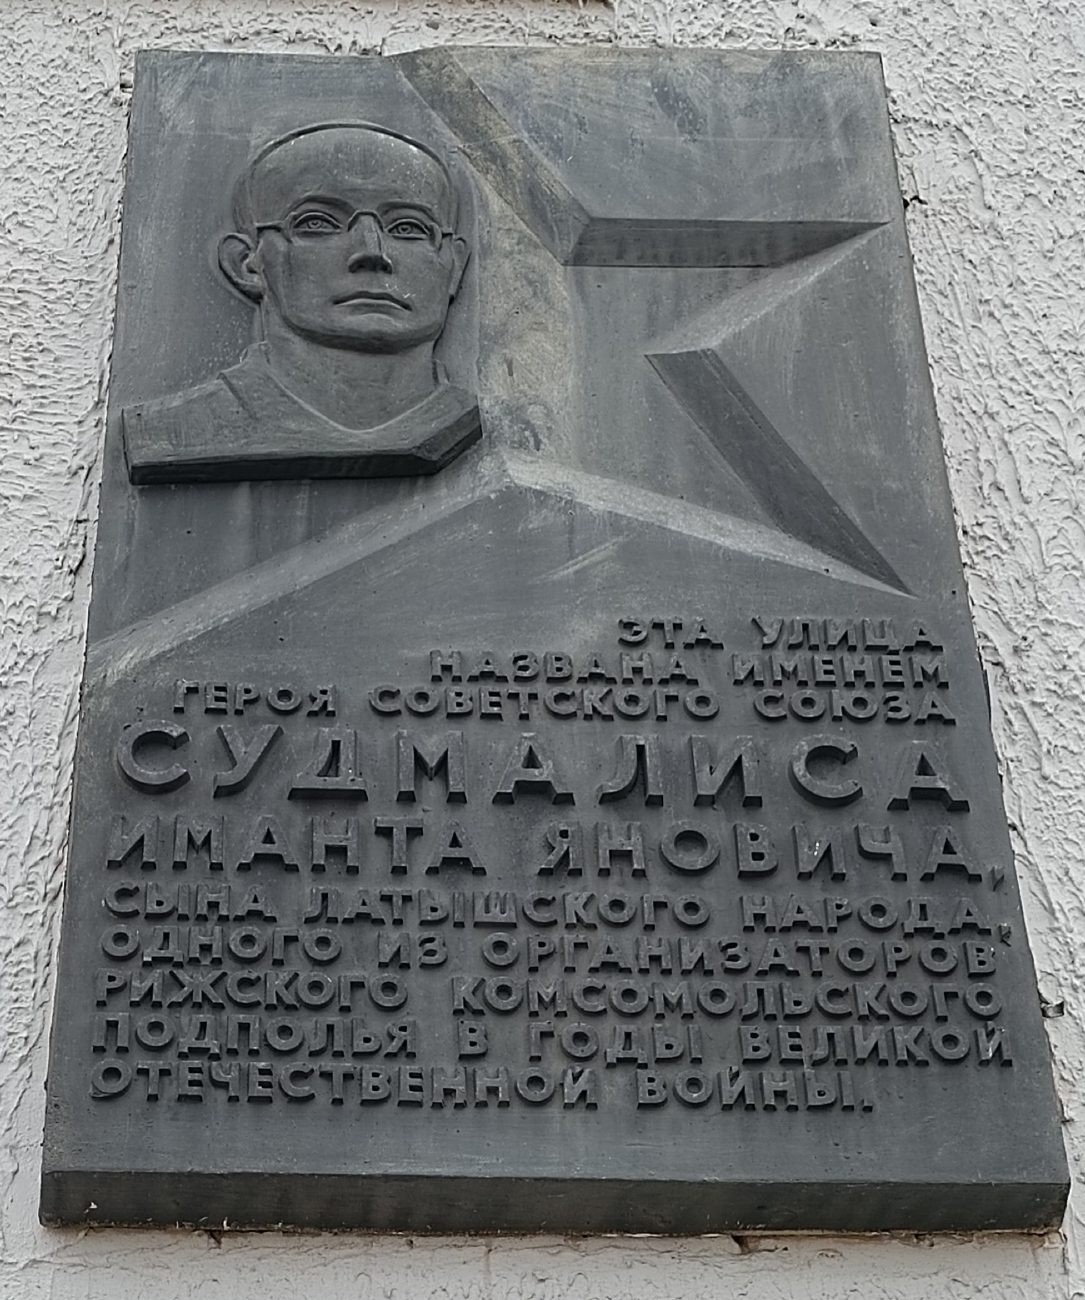 ЭТА УЛИЦА
НАЗВАНА ИМЕНЕМ
ГЕРОЯ СОВЕТСКОГО СОЮЗА
СУДМАЛИСА
ИМАНТА ЯНОВИЧА,
СЫНА ЛАТЫШСКОГО НАРОДА,
ОДНОГО ИЗ ОРГАНИЗАТОРОВ
РИЖСКОГО КОМСОМОЛЬСКОГО
ПОДПОЛЬЯ В ГОДЫ ВЕЛИКОЙ
ОТЕЧЕСТВЕННОЙ ВОЙНЫ.